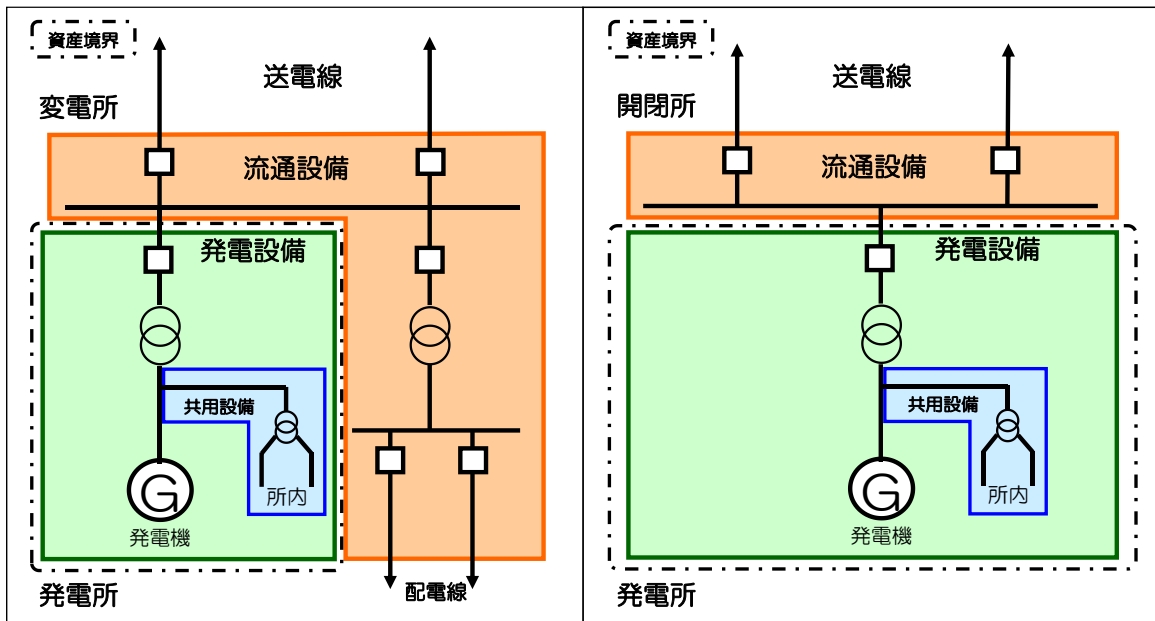 資産境界
送電線
変電所
流通設備
発電設備
共用設備
所内
G
発電機
発電所
配電線
資産境界
送電線
開閉所
流通設備
発電設備
共用設備
所内
G
発電機
発電所